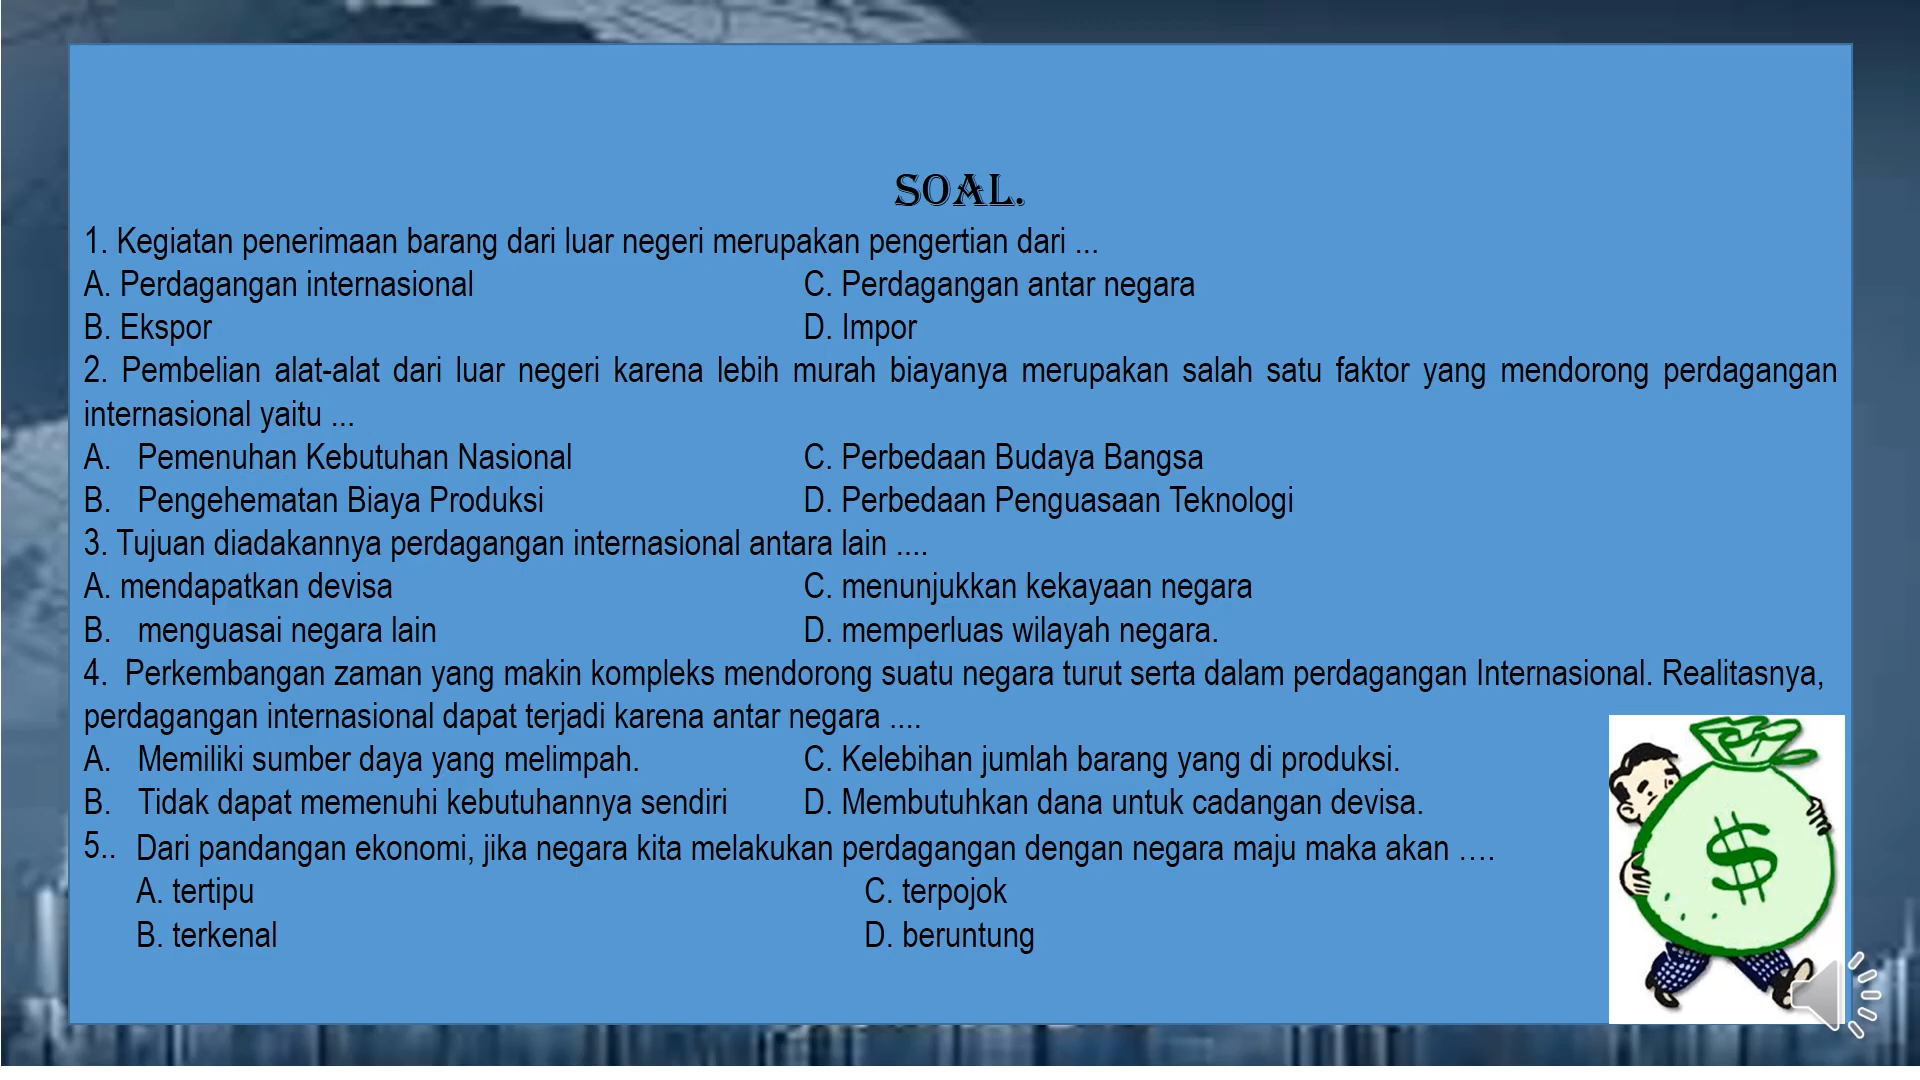 SOAL.
1. Kegiatan penerimaan barang dari luar negeri merupakan pengertian dari ...
A. Perdagangan internasional C. Perdagangan antar negara
B. Ekspor D. Impor
2. Pembelian alat-alat dari luar negeri karena lebih murah biayanya merupakan salah satu faktor yang mendorong perdagangan
internasional yaitu ...
A. Pemenuhan Kebutuhan Nasional C. Perbedaan Budaya Bangsa
B. Pengehematan Biaya Produksi D. Perbedaan Penguasaan Teknologi
3. Tujuan diadakannya perdagangan internasional antara lain ....
A. mendapatkan devisa C. menunjukkan kekayaan negara
B. menguasai negara lain D. memperluas wilayah negara.
4. Perkembangan zaman yang makin kompleks mendorong suatu negara turut serta dalam perdagangan Internasional. Realitasnya,
perdagangan internasional dapat terjadi karena antar negara ....
A. Memiliki sumber daya yang melimpah. C. Kelebihan jumlah barang yang di produksi.
B. Tidak dapat memenuhi kebutuhannya sendiri D. Membutuhkan dana untuk cadangan devisa.
5.. Dari pandangan ekonomi, jika negara kita melakukan perdagangan dengan negara maju maka akan ….
A. tertipu C. terpojok
B. terkenal D. beruntung
$